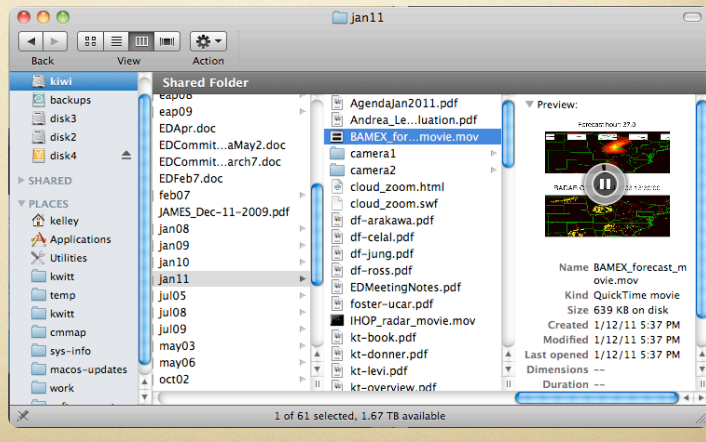 jan11
Back
View
Action
kiwi
backups
disk3
disk2
disk4
SHARED
PLACES
kelley
Applications
Utilities
kwitt
temp
kwitt
cmmap
sys-info
macos-updates
work
Shared Folder
eap08
eap09
EDApr.doc
EDCommit...aMay2.doc
EDCommit...arch7.doc
EDFeb7.doc
feb07
JAMES_Dec-11-2009.pdf
jan08
jan09
jan10
jan11
jul05
jul08
jul09
may03
may06
oct02
AgendaJan2011.pdf
Andrea_Le...luation.pdf
BAMEX_for...movie.mov
camera1
camera2
cloud_zoom.html
cloud_zoom.swf
df-arakawa.pdf
df-celal.pdf
df-jung.pdf
df-ross.pdf
EDMeetingNotes.pdf
foster-ucar.pdf
IHOP_radar_movie.mov
kt-book.pdf
kt-donner.pdf
kt-levi.pdf
kt-overview.pdf
Preview:
Forecast hour: 37.0
Name BAMEX_forecast_m
ovie.mov
Kind QuickTime movie
Size 639 KB on disk
Created 1/12/11 5:37 PM
Modified 1/12/11 5:37 PM
Last opened 1/12/11 5:37 PM
Dimensions --
Duration --
1 of 61 selected, 1.67 TB available